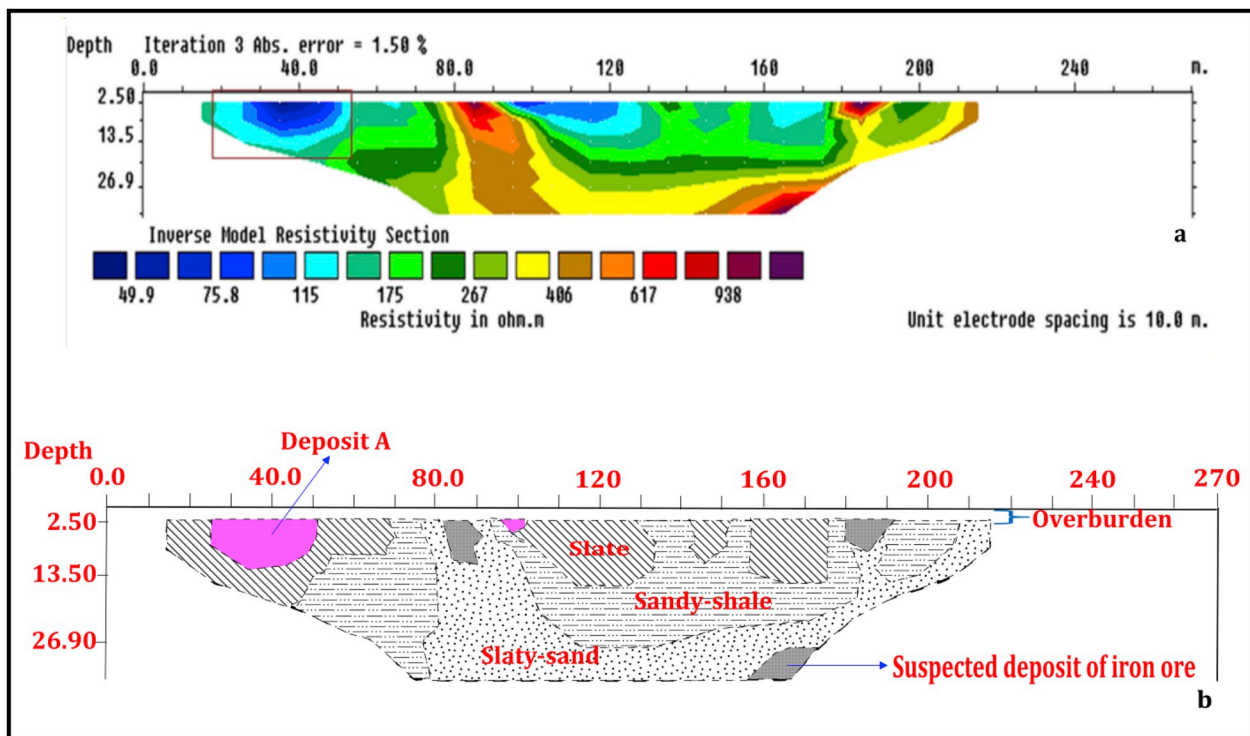 Depth Iteration 3 Abs. error = 1.50 %
0.0 40.0 80.0 120 160 200 240 m.
2.50
13.5
26.9
a
Inverse Model Resistivity Section
49.9 75.8 115 175 267 406 617 938
Resistivity in ohm.m Unit electrode spacing is 10.0 m.
Deposit A
Depth
0.0 40.0 80.0 120 160 200 240 270
2.50 Overburden
Slate
13.50
Sandy-shale
26.90
Slaty-sand
Suspected deposit of iron ore
b